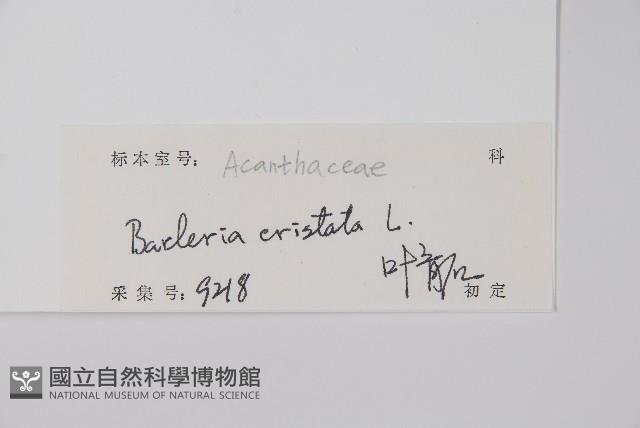 标本室号: Acanthaceae 科
Barleria cristata L.
采集号: 9218 叶 初定
國立自然科學博物館
NATIONAL MUSEUM OF NATURAL SCIENCE